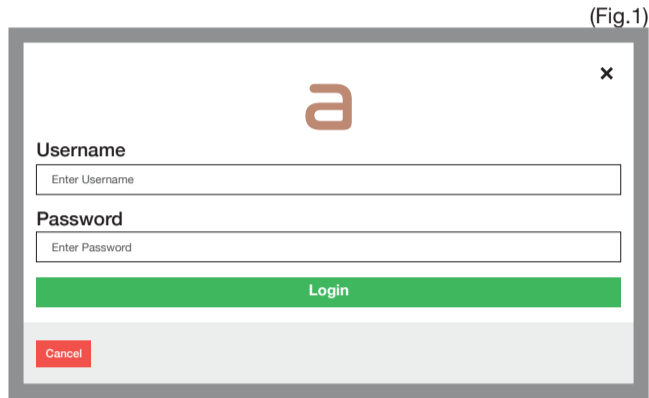 (Fig.1)
×
a
Username
Enter Username
Password
Enter Password
Login
Cancel